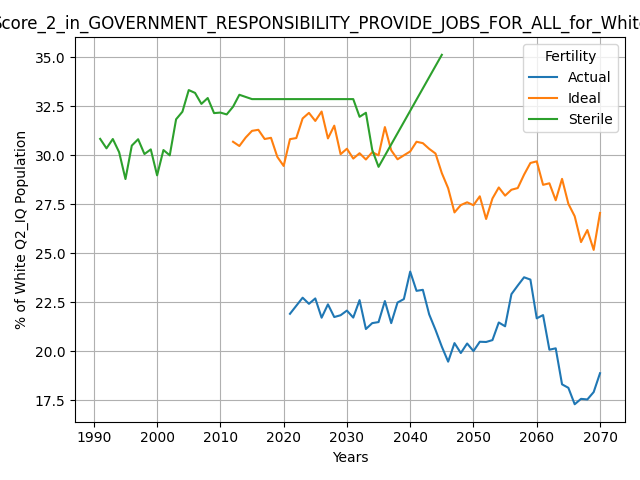 Score_2_in_GOVERNMENT_RESPONSIBILITY_PROVIDE_JOBS_FOR_ALL_for_White
Fertility
Actual
Ideal
Sterile
% of White Q2_IQ Population
35.0
32.5
30.0
27.5
25.0
22.5
20.0
17.5
1990 2000 2010 2020 2030 2040 2050 2060 2070
Years